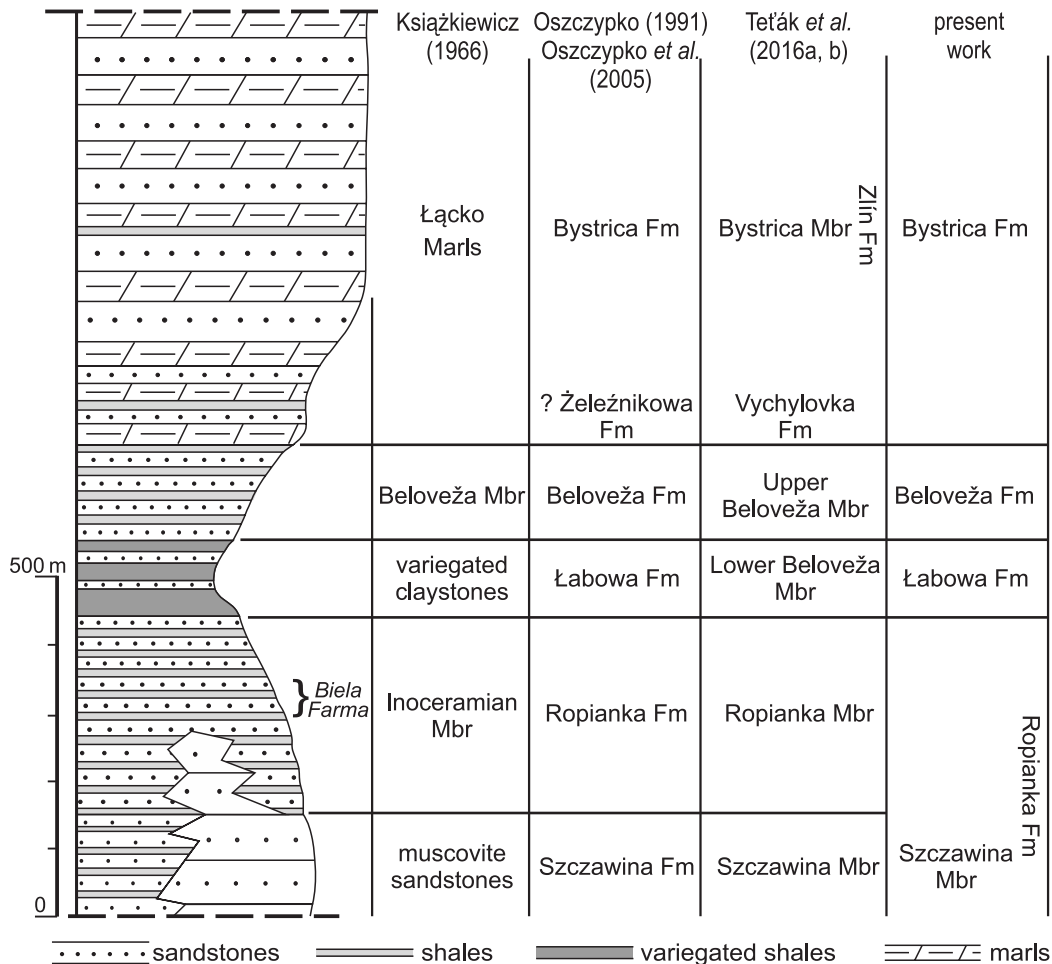 Książkiewicz
(1966)
Oszczypko (1991)
Oszczypko et al.
(2005)
Teťák et al.
(2016a, b)
present
work
Łącko
Marls
Bystrica Fm
Bystrica Mbr
Zlín Fm
Bystrica Fm
? Żeleźnikowa
Fm
Vychylovka
Fm
Beloveža Mbr
Beloveža Fm
Upper
Beloveža Mbr
Beloveža Fm
500 m
variegated
claystones
Łabowa Fm
Lower Beloveža
Mbr
Łabowa Fm
} Biela
Farma
Inoceramian
Mbr
Ropianka Fm
Ropianka Mbr
Ropianka Fm
muscovite
sandstones
Szczawina Fm
Szczawina Mbr
Szczawina
Mbr
0
sandstones
shales
variegated shales
marls